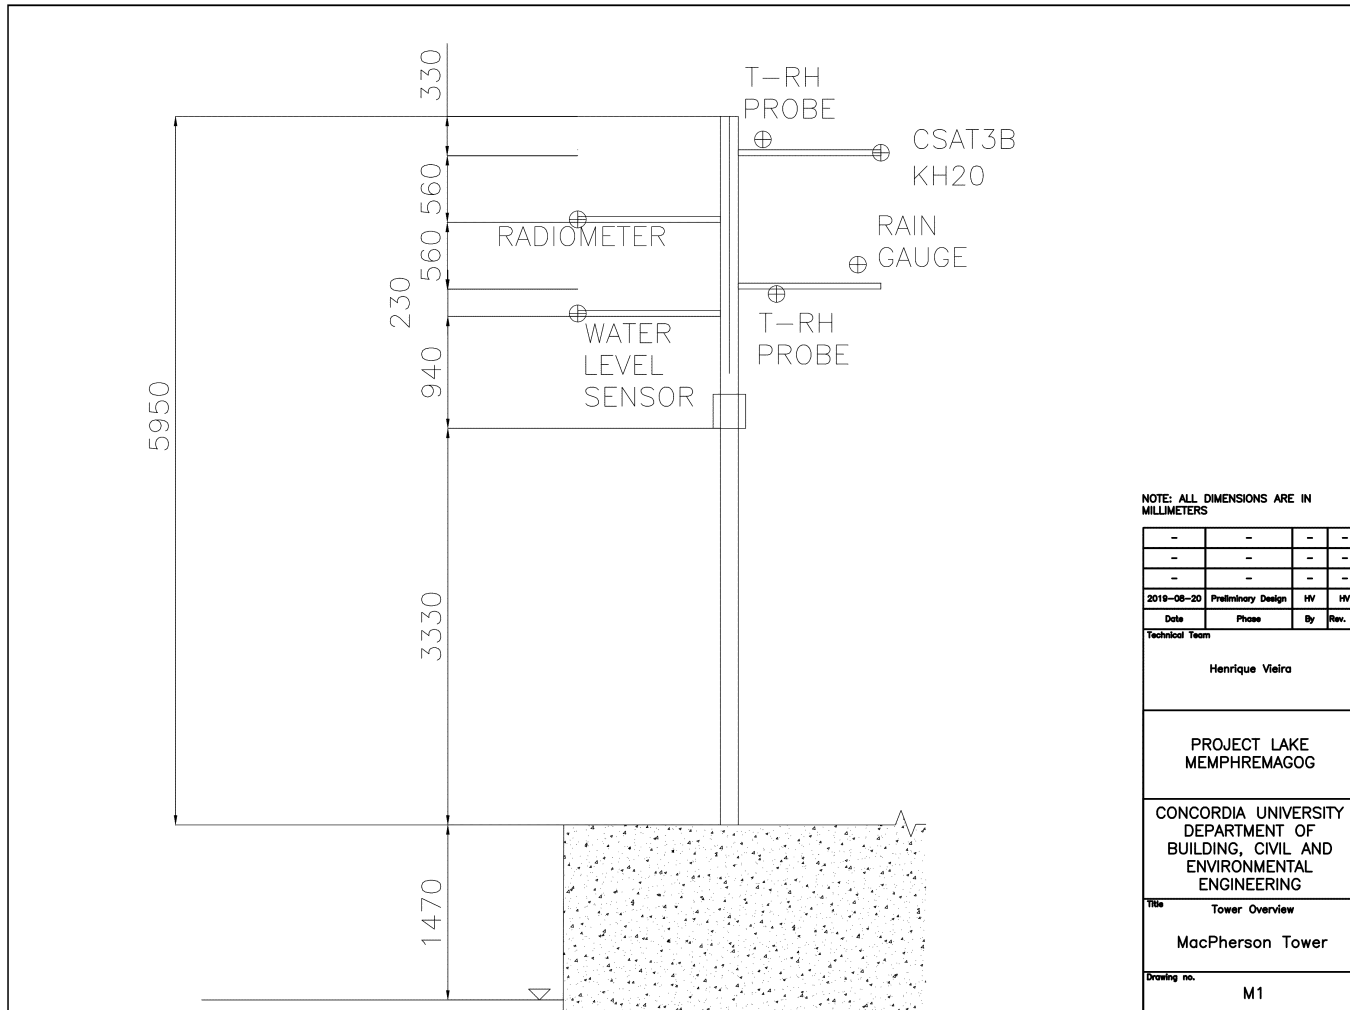 330
T-RH
PROBE
CSAT3B
KH20
560
RADIOMETER
RAIN
GAUGE
560
230
T-RH
PROBE
WATER
LEVEL
SENSOR
940
5950
3330
1470
NOTE: ALL DIMENSIONS ARE IN
MILLIMETERS
- - - -
- - - -
- - - -
2019-08-20 Preliminary Design HV HV
Date Phase By Rev.
Technical Team
Henrique Vieira
PROJECT LAKE
MEMPHREMAGOG
CONCORDIA UNIVERSITY
DEPARTMENT OF
BUILDING, CIVIL AND
ENVIRONMENTAL
ENGINEERING
Title
Tower Overview
MacPherson Tower
Drawing no.
M1